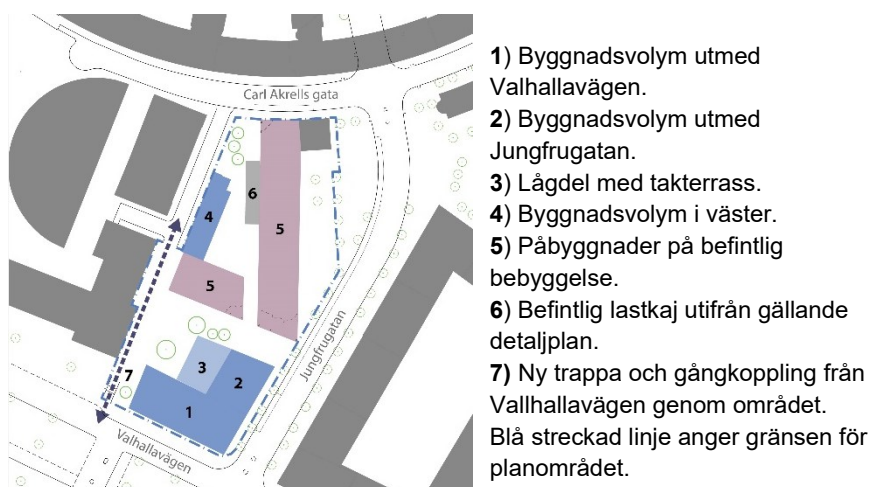 Carl Akrells gata
6
4
5
5
3
2
7
1
Jungfrugatan
Valhallavägen
1) Byggnadsvolym utmed
Valhallavägen.
2) Byggnadsvolym utmed
Jungfrugatan.
3) Lågdel med takterrass.
4) Byggnadsvolym i väster.
5) Påbyggnader på befintlig
bebyggelse.
6) Befintlig lastkaj utifrån gällande
detaljplan.
7) Ny trappa och gångkoppling från
Vallhallavägen genom området.
Blå streckad linje anger gränsen för
planområdet.